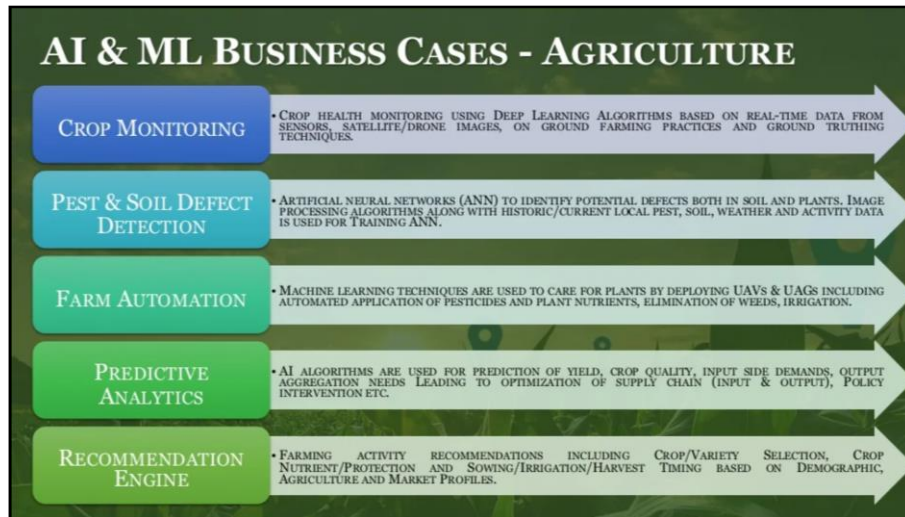 AI & ML BUSINESS CASES - AGRICULTURE
CROP MONITORING
• CROP HEALTH MONITORING USING DEEP LEARNING ALGORITHMS BASED ON REAL-TIME DATA FROM
SENSORS, SATELLITE/DRONE IMAGES, ON GROUND FARMING PRACTICES AND GROUND TRUTHING
TECHNIQUES.
PEST & SOIL DEFECT
DETECTION
• ARTIFICIAL NEURAL NETWORKS (ANN) TO IDENTIFY POTENTIAL DEFECTS BOTH IN SOIL AND PLANTS. IMAGE
PROCESSING ALGORITHMS ALONG WITH HISTORIC/CURRENT LOCAL PEST, SOIL, WEATHER AND ACTIVITY DATA
IS USED FOR TRAINING ANN.
FARM AUTOMATION
• MACHINE LEARNING TECHNIQUES ARE USED TO CARE FOR PLANTS BY DEPLOYING UAVS & UAGS INCLUDING
AUTOMATED APPLICATION OF PESTICIDES AND PLANT NUTRIENTS, ELIMINATION OF WEEDS, IRRIGATION.
PREDICTIVE
ANALYTICS
• AI ALGORITHMS ARE USED FOR PREDICTION OF YIELD, CROP QUALITY, INPUT SIDE DEMANDS, OUTPUT
AGGREGATION NEEDS LEADING TO OPTIMIZATION OF SUPPLY CHAIN (INPUT & OUTPUT), POLICY
INTERVENTION ETC.
RECOMMENDATION
ENGINE
• FARMING ACTIVITY RECOMMENDATIONS INCLUDING CROP/VARIETY SELECTION, CROP
NUTRIENT/PROTECTION AND SOWING/IRRIGATION/HARVEST TIMING BASED ON DEMOGRAPHIC,
AGRICULTURE AND MARKET PROFILES.